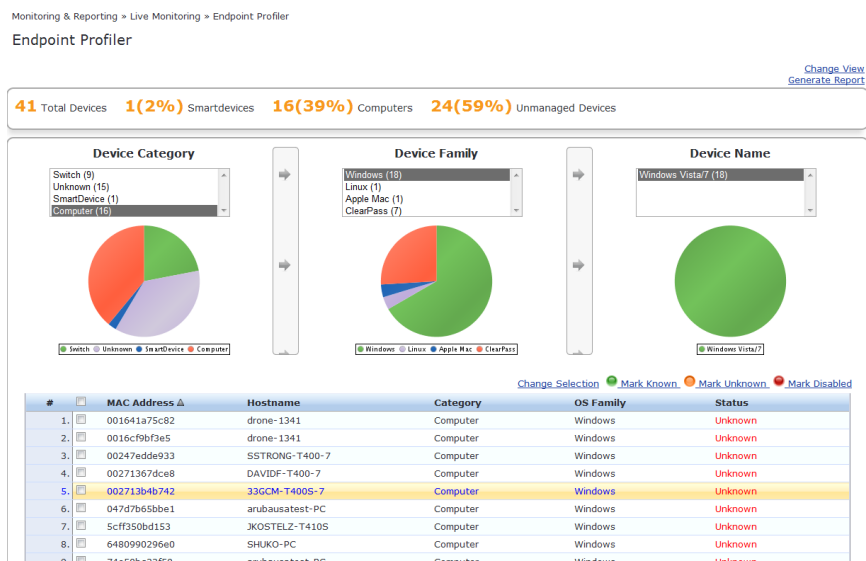 Monitoring & Reporting » Live Monitoring » Endpoint Profiler
Endpoint Profiler
Change View
Generate Report
41 Total Devices 1(2%) Smartdevices 16(39%) Computers 24(59%) Unmanaged Devices
Device Category Device Family Device Name
Switch (9) Windows (18) Windows Vista/7 (18)
Unknown (15) Linux (1)
SmartDevice (1) Apple Mac (1)
Computer (16) ClearPass (7)
Switch Unknown SmartDevice Computer Windows Linux Apple Mac ClearPass Windows Vista/7
Change Selection Mark Known Mark Unknown Mark Disabled
# MAC Address Hostname Category OS Family Status
1. 001641a75c82 drone-1341 Computer Windows Unknown
2. 0016cf9bf3e5 drone-1341 Computer Windows Unknown
3. 00247edde933 SSTRONG-T400-7 Computer Windows Unknown
4. 00271367dce8 DAVIDF-T400-7 Computer Windows Unknown
5. 002713b4b742 33GCM-T400S-7 Computer Windows Unknown
6. 047d7b65bbe1 arubausatest-PC Computer Windows Unknown
7. 5cff350bd153 JKOSTELZ-T410S Computer Windows Unknown
8. 6480990296e0 SHUKO-PC Computer Windows Unknown
Computer Windows Unknown